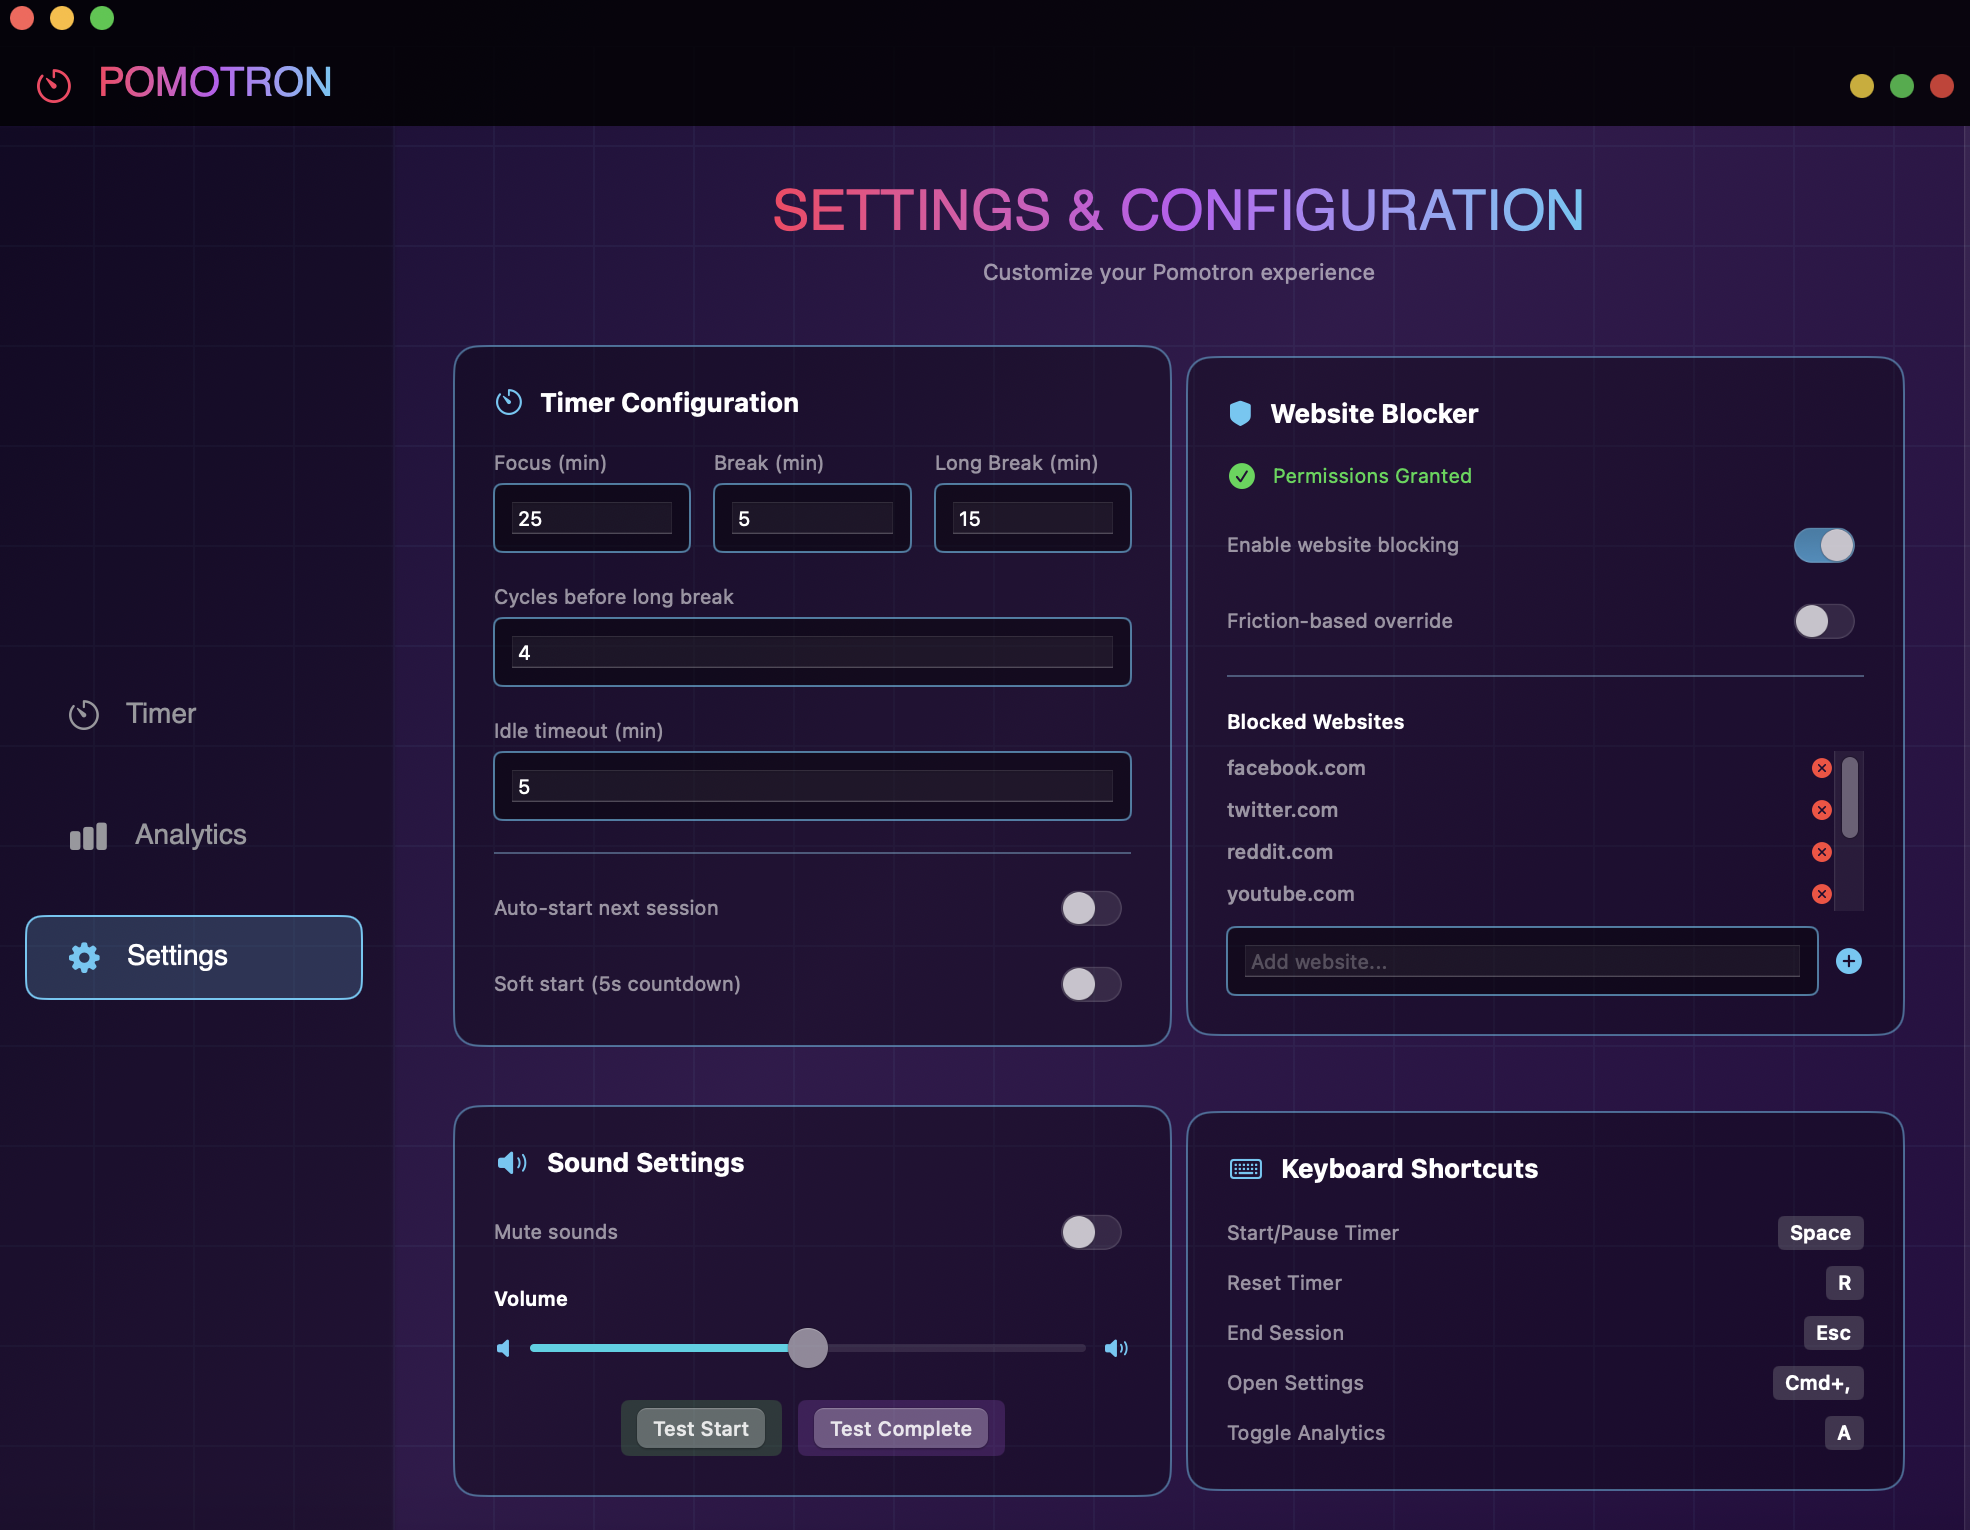 POMOTRON
SETTINGS & CONFIGURATION
Customize your Pomotron experience
Timer
Analytics
Settings
Timer Configuration
Focus (min)
Break (min)
Long Break (min)
25
5
15
Cycles before long break
4
Idle timeout (min)
5
Auto-start next session
Soft start (5s countdown)
Website Blocker
Permissions Granted
Enable website blocking
Friction-based override
Blocked Websites
facebook.com
twitter.com
reddit.com
youtube.com
Add website...
Sound Settings
Mute sounds
Volume
Test Start
Test Complete
Keyboard Shortcuts
Start/Pause Timer Space
Reset Timer R
End Session Esc
Open Settings Cmd+,
Toggle Analytics A